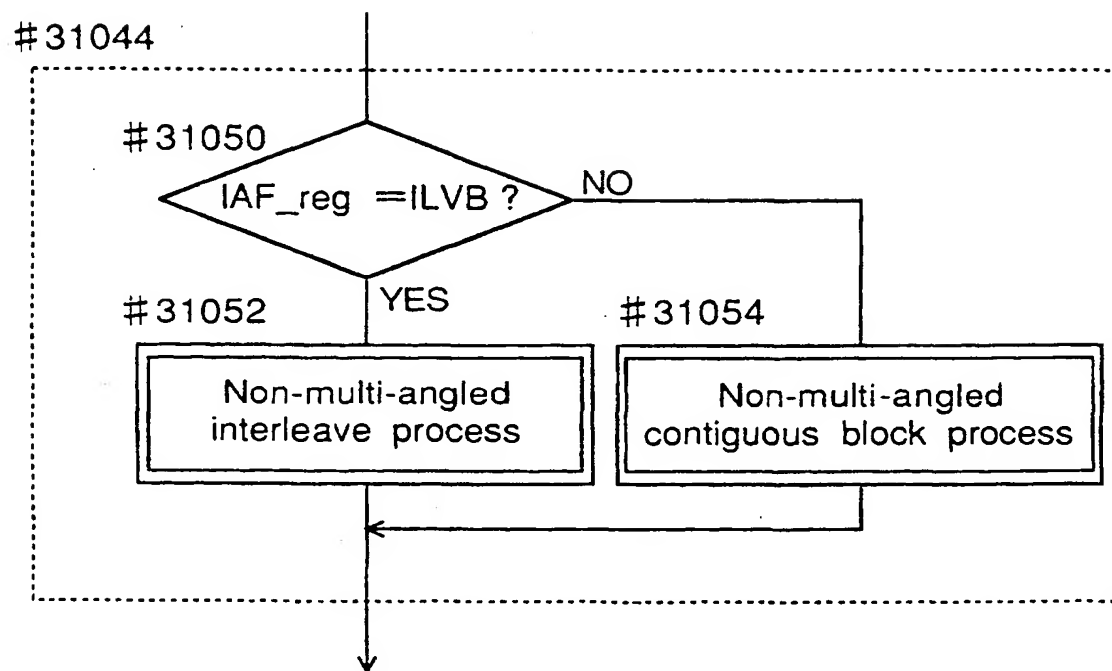 #31044
#31050
IAF_reg =ILVB ?
NO
YES
#31052
#31054
Non-multi-angled
interleave process
Non-multi-angled
contiguous block process